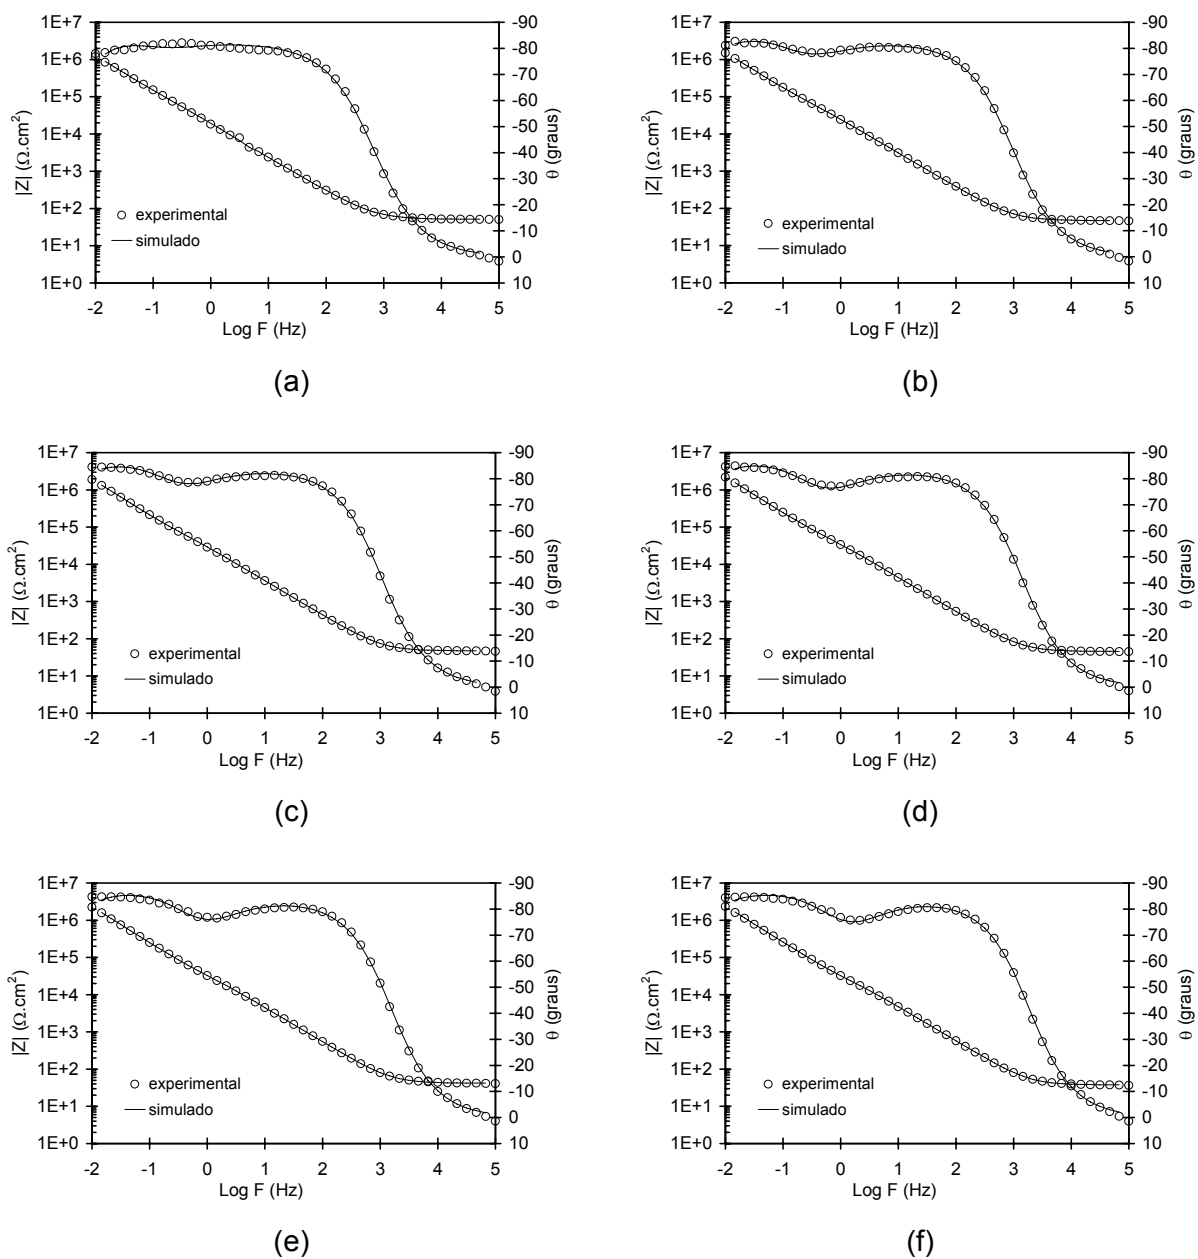 1E+7
1E+6
1E+5
1E+4
1E+3
1E+2
1E+1
1E+0
|Z| (Ω.cm²)
-90
-80
-70
-60
-50
-40
-30
-20
-10
0
10
θ (graus)
experimental
simulado
-2 -1 0 1 2 3 4 5
Log F (Hz)
(a)
1E+7
1E+6
1E+5
1E+4
1E+3
1E+2
1E+1
1E+0
|Z| (Ω.cm²)
-90
-80
-70
-60
-50
-40
-30
-20
-10
0
10
θ (graus)
experimental
simulado
-2 -1 0 1 2 3 4 5
Log F (Hz)]
(b)
1E+7
1E+6
1E+5
1E+4
1E+3
1E+2
1E+1
1E+0
|Z| (Ω.cm²)
-90
-80
-70
-60
-50
-40
-30
-20
-10
0
10
θ (graus)
experimental
simulado
-2 -1 0 1 2 3 4 5
Log F (Hz)
(c)
1E+7
1E+6
1E+5
1E+4
1E+3
1E+2
1E+1
1E+0
|Z| (Ω.cm²)
-90
-80
-70
-60
-50
-40
-30
-20
-10
0
10
θ (graus)
experimental
simulado
-2 -1 0 1 2 3 4 5
Log F (Hz)
(d)
1E+7
1E+6
1E+5
1E+4
1E+3
1E+2
1E+1
1E+0
|Z| (Ω.cm²)
-90
-80
-70
-60
-50
-40
-30
-20
-10
0
10
θ (graus)
experimental
simulado
-2 -1 0 1 2 3 4 5
Log F (Hz)
(e)
1E+7
1E+6
1E+5
1E+4
1E+3
1E+2
1E+1
1E+0
|Z| (Ω.cm²)
-90
-80
-70
-60
-50
-40
-30
-20
-10
0
10
θ (graus)
experimental
simulado
-2 -1 0 1 2 3 4 5
Log F (Hz)
(f)